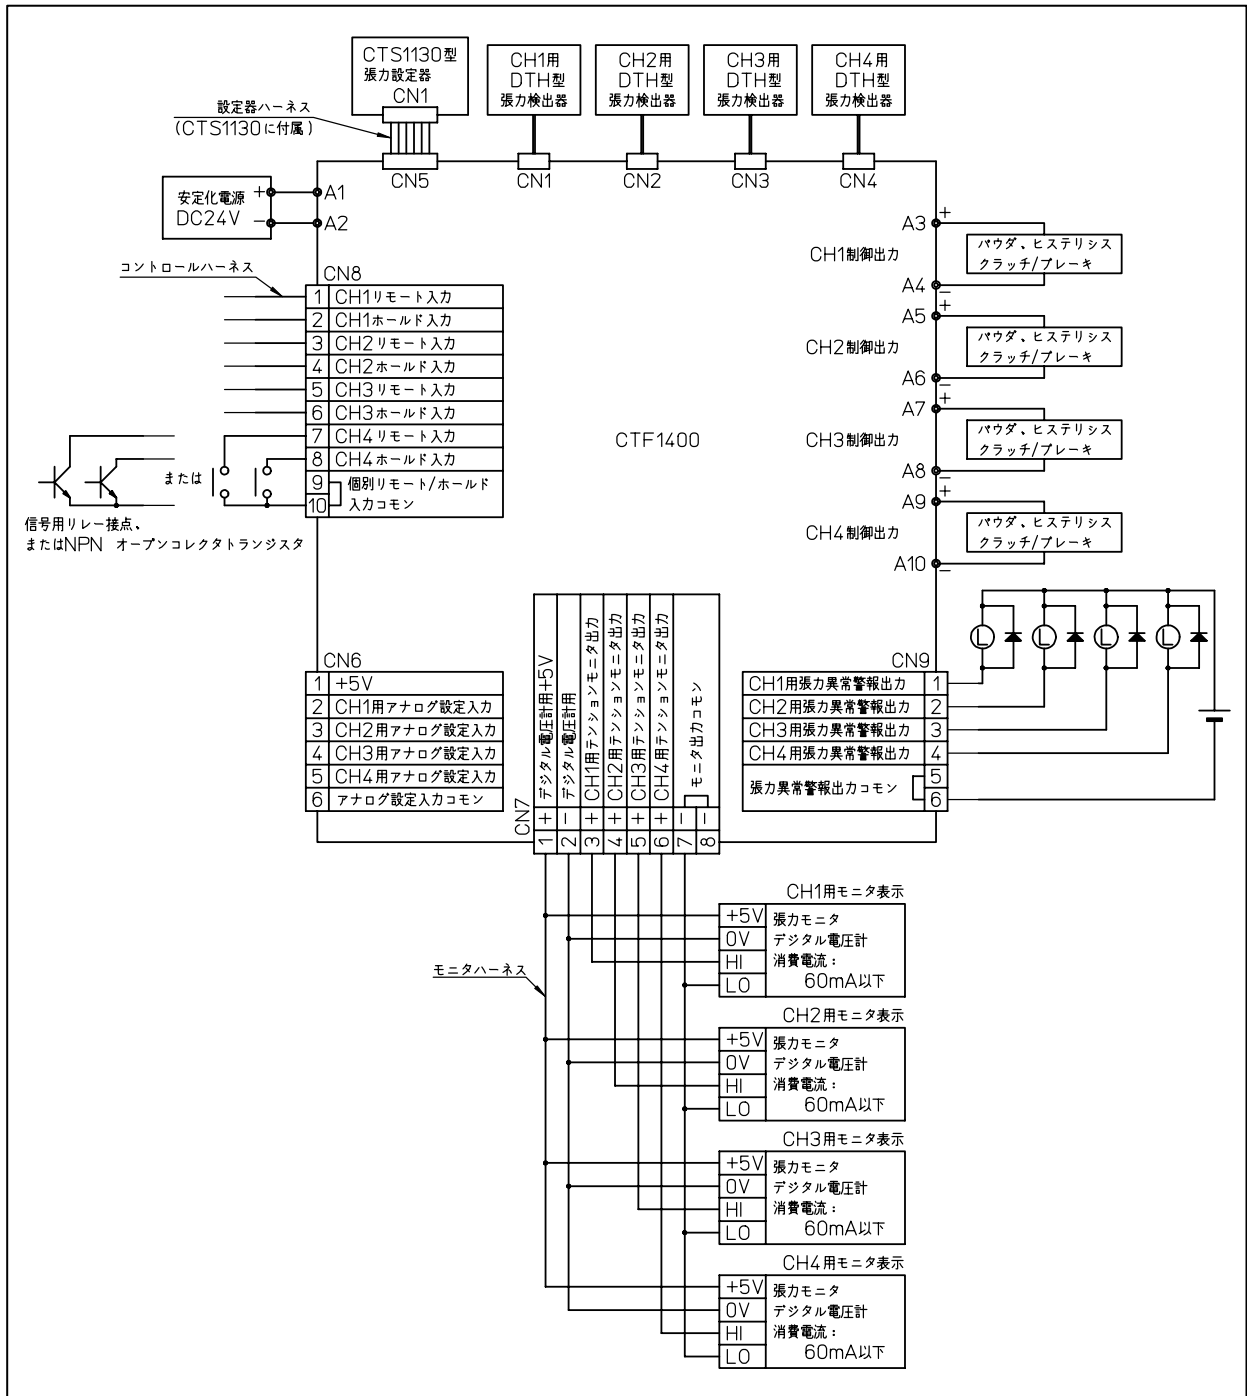 CTS1130型
張力設定器
CN1
CH1用
DTH型
張力検出器
CH2用
DTH型
張力検出器
CH3用
DTH型
張力検出器
CH4用
DTH型
張力検出器
設定器ハーネス
(CTS1130に付属)
CN5
CN1
CN2
CN3
CN4
安定化電源
DC24V
+
−
A1
A2
コントロールハーネス
CN8
1 CH1リモート入力
2 CH1ホールド入力
3 CH2リモート入力
4 CH2ホールド入力
5 CH3リモート入力
6 CH3ホールド入力
7 CH4リモート入力
8 CH4ホールド入力
9 個別リモート/ホールド
10 入力コモン
または
信号用リレー接点、
またはNPN オープンコレクタトランジスタ
CTF1400
A3 +
CH1制御出力
A4 −
パウダ、ヒステリシス
クラッチ/ブレーキ
A5 +
CH2制御出力
A6 −
パウダ、ヒステリシス
クラッチ/ブレーキ
A7 +
CH3制御出力
A8 −
パウダ、ヒステリシス
クラッチ/ブレーキ
A9 +
CH4制御出力
A10 −
パウダ、ヒステリシス
クラッチ/ブレーキ
L L L L
CN6
1 +5V
2 CH1用アナログ設定入力
3 CH2用アナログ設定入力
4 CH3用アナログ設定入力
5 CH4用アナログ設定入力
6 アナログ設定入力コモン
CN7
1 + デジタル電圧計用+5V
2 − デジタル電圧計用
3 + CH1用テンションモニタ出力
4 + CH2用テンションモニタ出力
5 + CH3用テンションモニタ出力
6 + CH4用テンションモニタ出力
7 − モニタ出力コモン
8 −
CN9
CH1用張力異常警報出力 1
CH2用張力異常警報出力 2
CH3用張力異常警報出力 3
CH4用張力異常警報出力 4
張力異常警報出力コモン 5
6
モニタハーネス
CH1用モニタ表示
+5V 張力モニタ
0V デジタル電圧計
HI 消費電流:
LO 60mA以下
CH2用モニタ表示
+5V 張力モニタ
0V デジタル電圧計
HI 消費電流:
LO 60mA以下
CH3用モニタ表示
+5V 張力モニタ
0V デジタル電圧計
HI 消費電流:
LO 60mA以下
CH4用モニタ表示
+5V 張力モニタ
0V デジタル電圧計
HI 消費電流:
LO 60mA以下